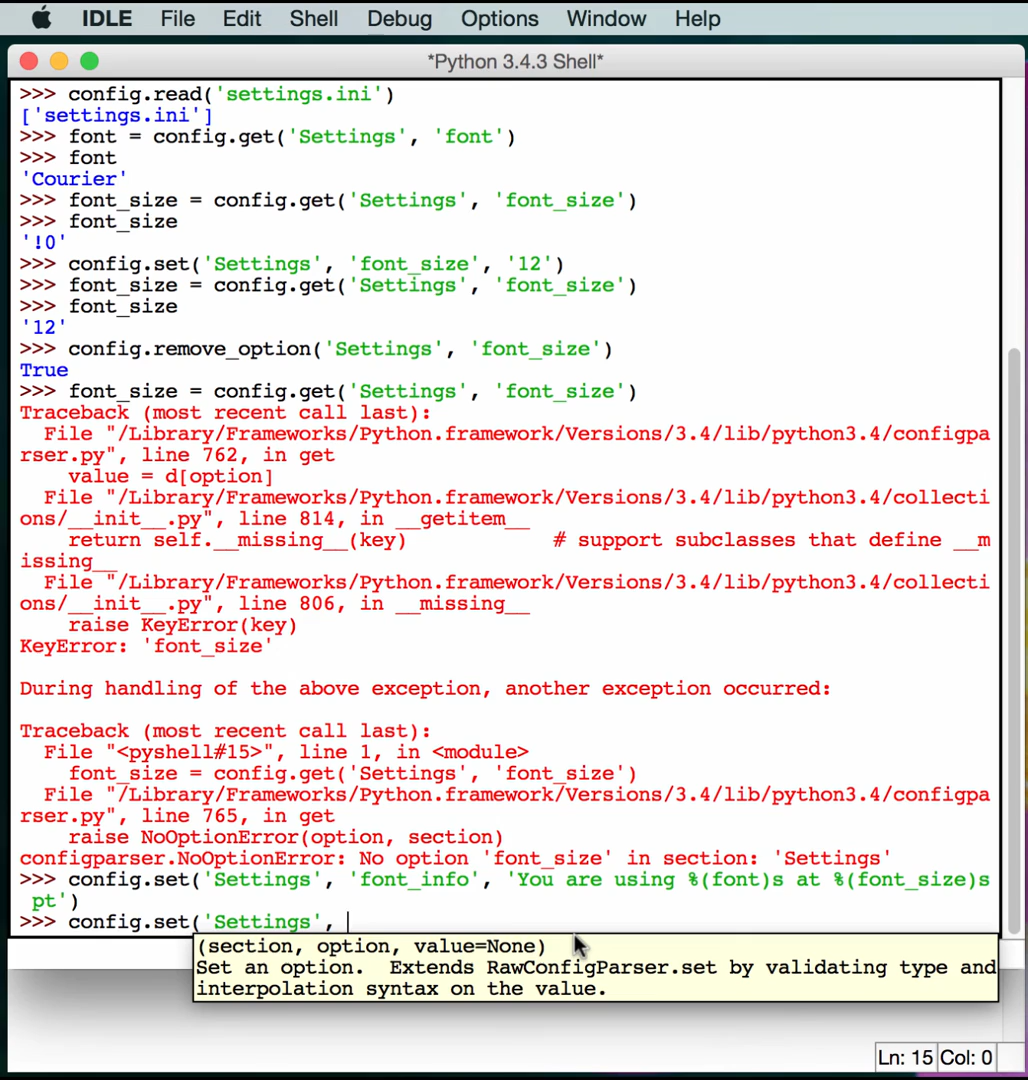 IDLE File Edit Shell Debug Options Window Help
*Python 3.4.3 Shell*
>>> config.read('settings.ini')
['settings.ini']
>>> font = config.get('Settings', 'font')
>>> font
'Courier'
>>> font_size = config.get('Settings', 'font_size')
>>> font_size
'!0'
>>> config.set('Settings', 'font_size', '12')
>>> font_size = config.get('Settings', 'font_size')
>>> font_size
'12'
>>> config.remove_option('Settings', 'font_size')
True
>>> font_size = config.get('Settings', 'font_size')
Traceback (most recent call last):
  File "/Library/Frameworks/Python.framework/Versions/3.4/lib/python3.4/configpa
rser.py", line 762, in get
    value = d[option]
  File "/Library/Frameworks/Python.framework/Versions/3.4/lib/python3.4/collecti
ons/__init__.py", line 814, in __getitem__
    return self.__missing__(key)            # support subclasses that define __m
issing__
  File "/Library/Frameworks/Python.framework/Versions/3.4/lib/python3.4/collecti
ons/__init__.py", line 806, in __missing__
    raise KeyError(key)
KeyError: 'font_size'
During handling of the above exception, another exception occurred:
Traceback (most recent call last):
  File "<pyshell#15>", line 1, in <module>
    font_size = config.get('Settings', 'font_size')
  File "/Library/Frameworks/Python.framework/Versions/3.4/lib/python3.4/configpa
rser.py", line 765, in get
    raise NoOptionError(option, section)
configparser.NoOptionError: No option 'font_size' in section: 'Settings'
>>> config.set('Settings', 'font_info', 'You are using %(font)s at %(font_size)s
 pt')
>>> config.set('Settings',
(section, option, value=None)
Set an option.  Extends RawConfigParser.set by validating type and
interpolation syntax on the value.
Ln: 15 Col: 0